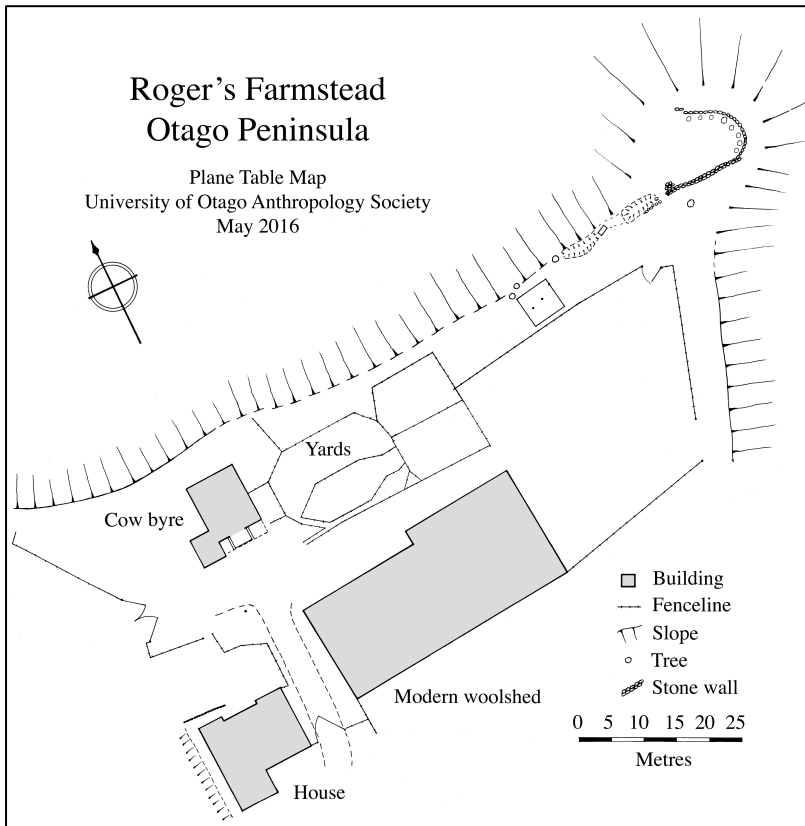 Roger's Farmstead
Otago Peninsula
Plane Table Map
University of Otago Anthropology Society
May 2016
Yards
Cow byre
Modern woolshed
House
Building
Fenceline
Slope
Tree
Stone wall
0 5 10 15 20 25
Metres